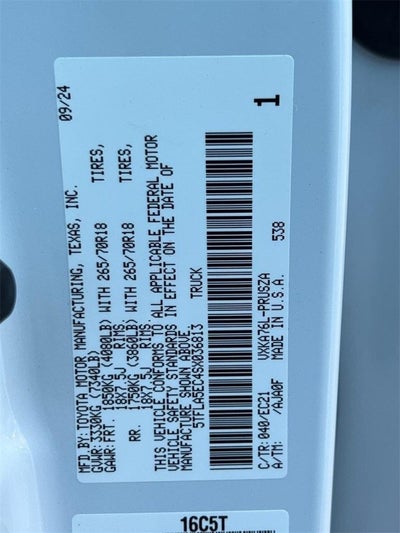 MFD.BY:TOYOTA MOTOR MANUFACTURING, TEXAS, INC. 09/24
GVWR:3330KG (7340LB)
GAWR:FRT. 1850KG (4080LB) WITH 265/70R18 TIRES,
18X7.5J RIMS,
RR. 1750KG (3860LB) WITH 265/70R18 TIRES,
18X7.5J RIMS,
THIS VEHICLE CONFORMS TO ALL APPLICABLE FEDERAL MOTOR
VEHICLE SAFETY STANDARDS IN EFFECT ON THE DATE OF
MANUFACTURE SHOWN ABOVE.
5TFLA5EC4SX036813 TRUCK
1
C/TR: 040/EC21 VXKA76L-PRUSZA
A/TM: /AJA0F MADE IN U.S.A. 538
16C5T